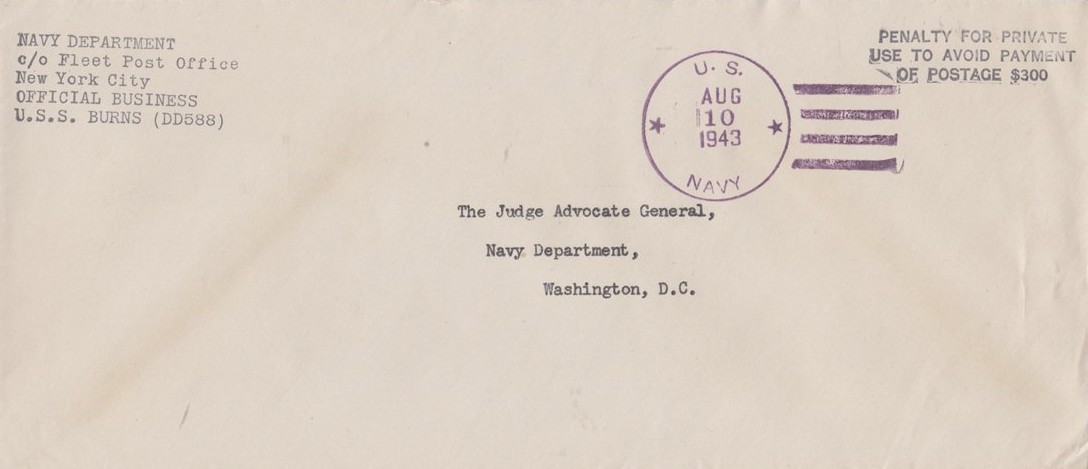 NAVY DEPARTMENT
c/o Fleet Post Office
New York City
OFFICIAL BUSINESS
U.S.S. BURNS (DD588)
PENALTY FOR PRIVATE
USE TO AVOID PAYMENT
OF POSTAGE $300
U. S.
AUG
10
1943
NAVY
The Judge Advocate General,
Navy Department,
Washington, D.C.